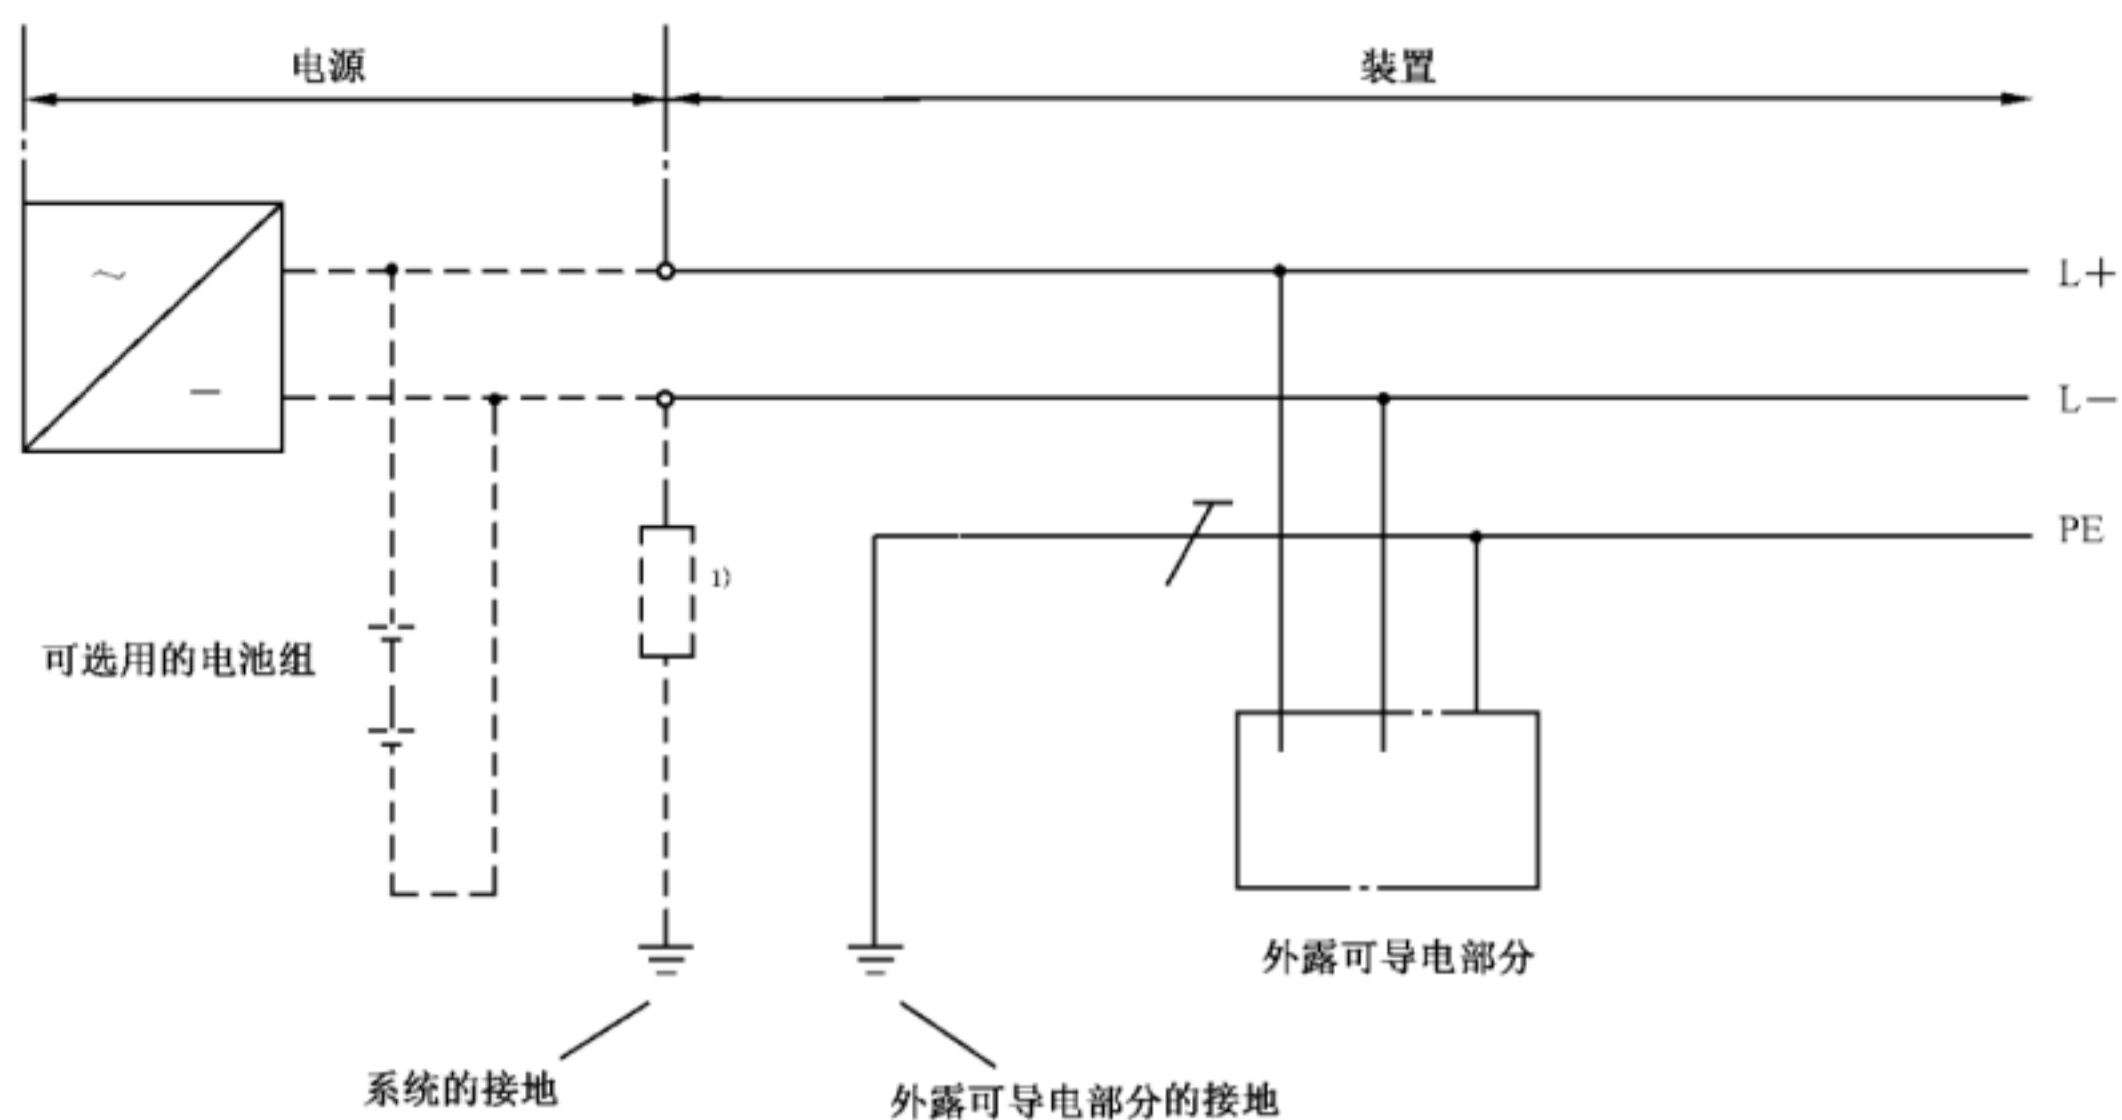 电源
装置
～
—
L＋
L－
PE
1)
可选用的电池组
外露可导电部分
系统的接地
外露可导电部分的接地